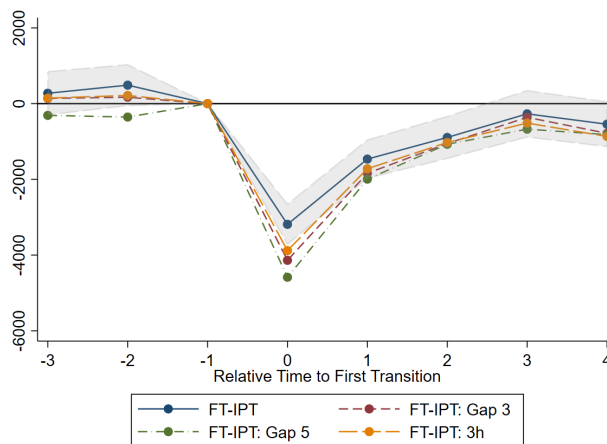 2000
0
-2000
-4000
-6000
-3 -2 -1 0 1 2 3 4
Relative Time to First Transition
FT-IPT FT-IPT: Gap 3
FT-IPT: Gap 5 FT-IPT: 3h